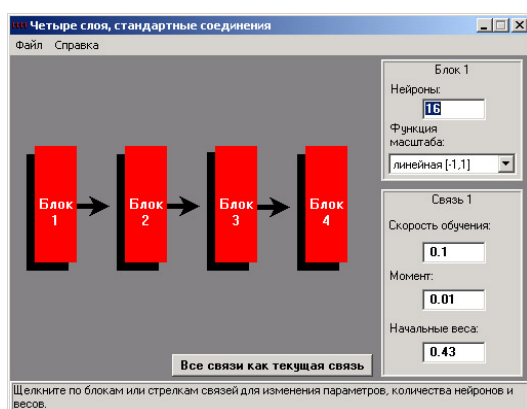 Четыре слоя, стандартные соединения
Файл Справка
Блок
1
Блок
2
Блок
3
Блок
4
Все связи как текущая связь
Блок 1
Нейроны:
16
Функция
масштаба:
линейная [-1,1]
Связь 1
Скорость обучения:
0.1
Момент:
0.01
Начальные веса:
0.43
Щелкните по блокам или стрелкам связей для изменения параметров, количества нейронов и
весов.